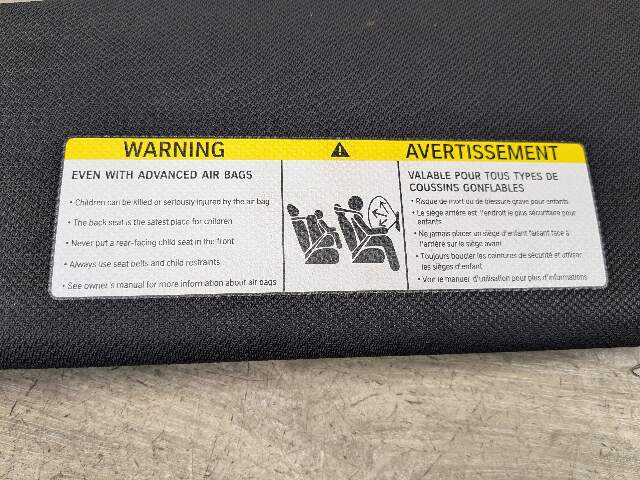 WARNING
EVEN WITH ADVANCED AIR BAGS
• Children can be killed or seriously injured by the air bag
• The back seat is the safest place for children
• Never put a rear-facing child seat in the front
• Always use seat belts and child restraints
• See owner's manual for more information about air bags
AVERTISSEMENT
VALABLE POUR TOUS TYPES DE
COUSSINS GONFLABLES
• Risque de mort ou de blessure grave pour enfants
• Le siège arrière est l'endroit le plus sécuritaire pour
enfants
• Ne jamais placer un siège d'enfant faisant face à
l'arrière sur le siège avant
• Toujours boucler les ceintures de sécurité et utiliser
les sièges d'enfant
• Voir le manuel d'utilisation pour plus d'informations